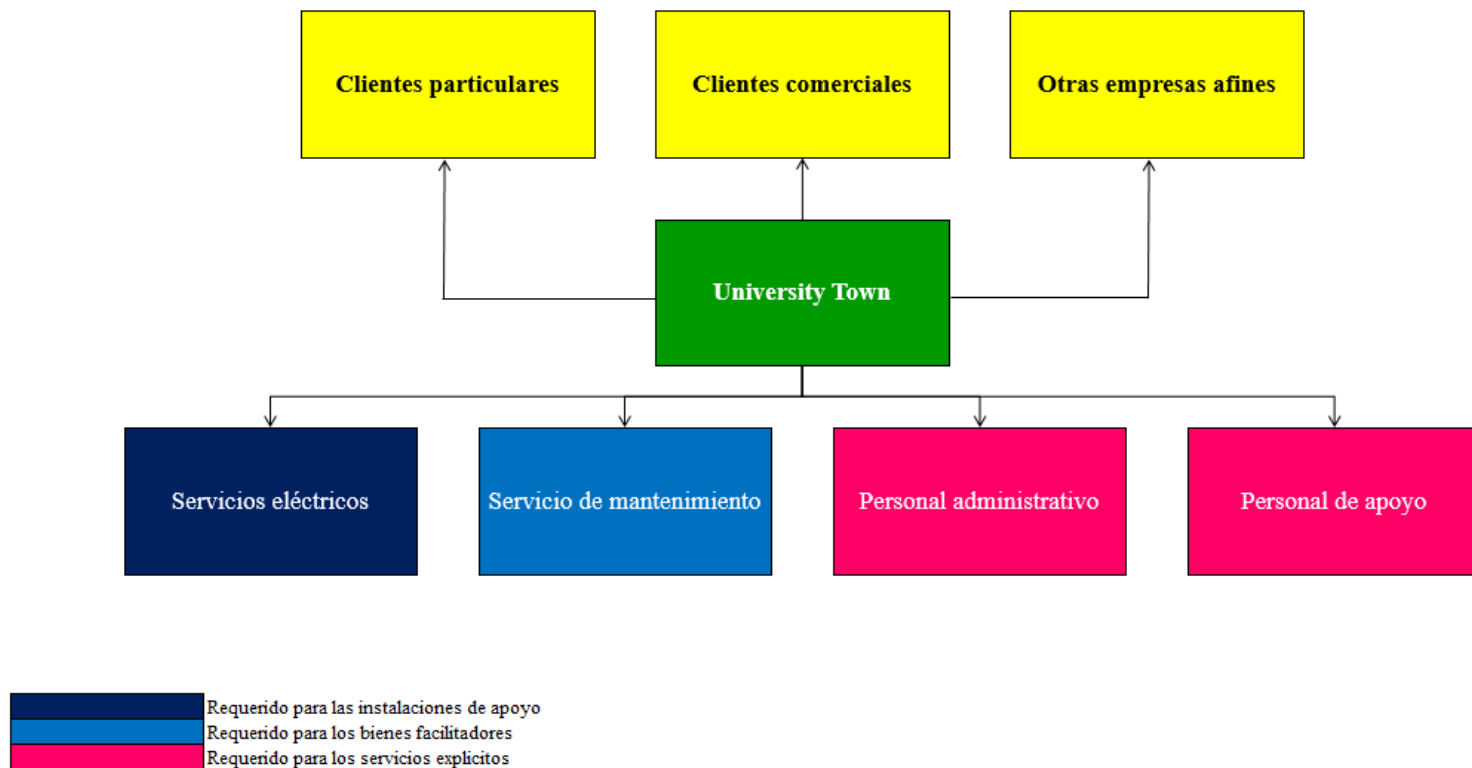 Clientes particulares
Clientes comerciales
Otras empresas afines
University Town
Servicios eléctricos
Servicio de mantenimiento
Personal administrativo
Personal de apoyo
Requerido para las instalaciones de apoyo
Requerido para los bienes facilitadores
Requerido para los servicios explicitos